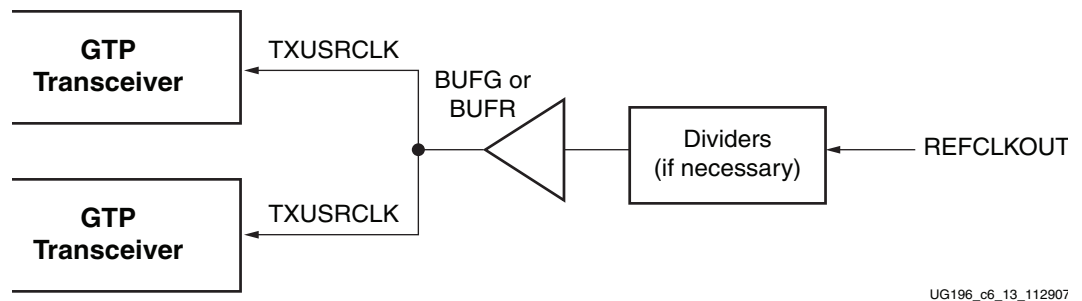 GTP
Transceiver
TXUSRCLK
BUFG or
BUFR
Dividers
(if necessary)
REFCLKOUT
GTP
Transceiver
TXUSRCLK
UG196_c6_13_112907